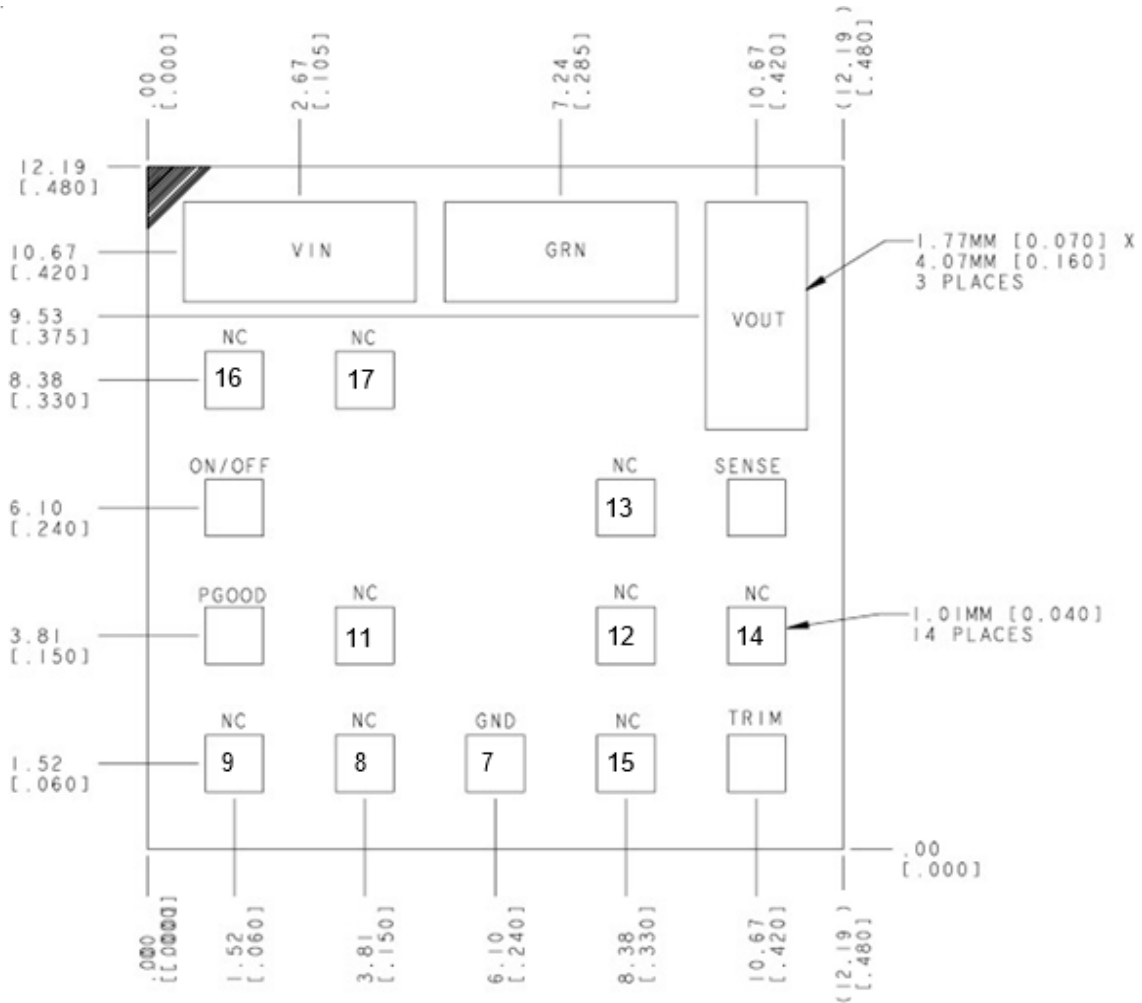 .00
[.0000]
2.67
[.105]
7.24
[.285]
10.67
[.420]
(12.19 )
[.480]
12.19
[.480]
VIN
GRN
1.77MM [0.070] X
4.07MM [0.160]
3 PLACES
10.67
[.420]
9.53
[.375]
VOUT
NC
NC
8.38
[.330]
16
17
ON/OFF
NC
SENSE
6.10
[.240]
13
PGOOD
NC
NC
NC
3.81
[.150]
11
12
14
1.01MM [0.040]
14 PLACES
NC
NC
GND
NC
TRIM
1.52
[.060]
9
8
7
15
.00
[.000]
1.52
[.060]
3.81
[.150]
6.10
[.240]
8.38
[.330]
10.67
[.420]
(12.19 )
[.480]